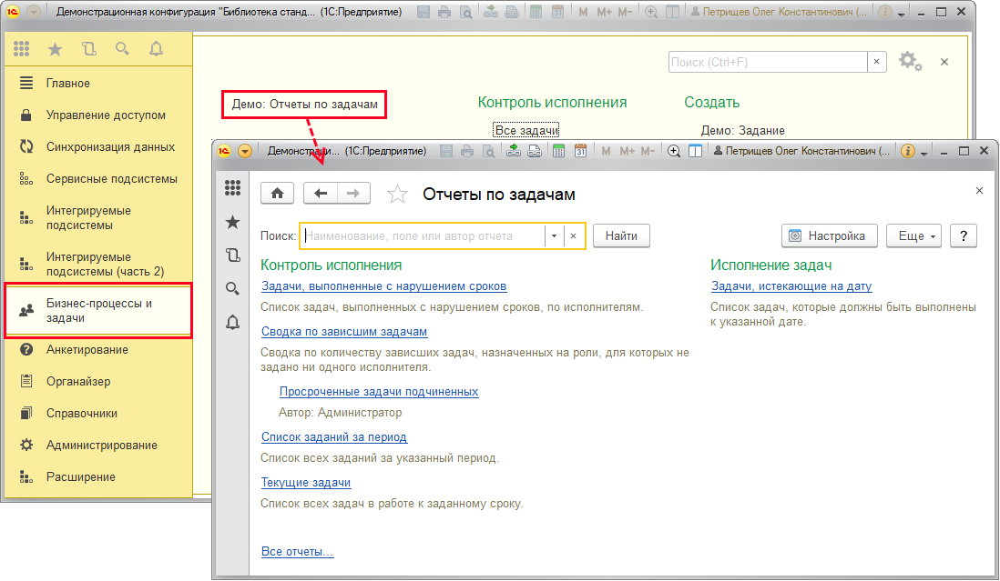 Демонстрационная конфигурация "Библиотека станд... (1С:Предприятие)
M M+ M-
Петрищев Олег Константинович (...
Главное
Управление доступом
Синхронизация данных
Сервисные подсистемы
Интегрируемые
подсистемы
Интегрируемые
подсистемы (часть 2)
Бизнес-процессы и
задачи
Анкетирование
Органайзер
Справочники
Администрирование
Расширение
Поиск (Ctrl+F)
Демо: Отчеты по задачам
Контроль исполнения
Создать
Все задачи
Демо: Задание
Демонстраци... (1С:Предприятие)
31
M M+ M-
Петрищев Олег Константинович (...
Отчеты по задачам
Поиск:
Наименование, поле или автор отчета
Найти
Настройка
Еще
?
Контроль исполнения
Задачи, выполненные с нарушением сроков
Список задач, выполненных с нарушением сроков, по исполнителям.
Сводка по зависшим задачам
Сводка по количеству зависших задач, назначенных на роли, для которых не
задано ни одного исполнителя.
Просроченные задачи подчиненных
Автор: Администратор
Список заданий за период
Список всех заданий за указанный период.
Текущие задачи
Список всех задач в работе к заданному сроку.
Все отчеты...
Исполнение задач
Задачи, истекающие на дату
Список задач, которые должны быть выполнены
к указанной дате.